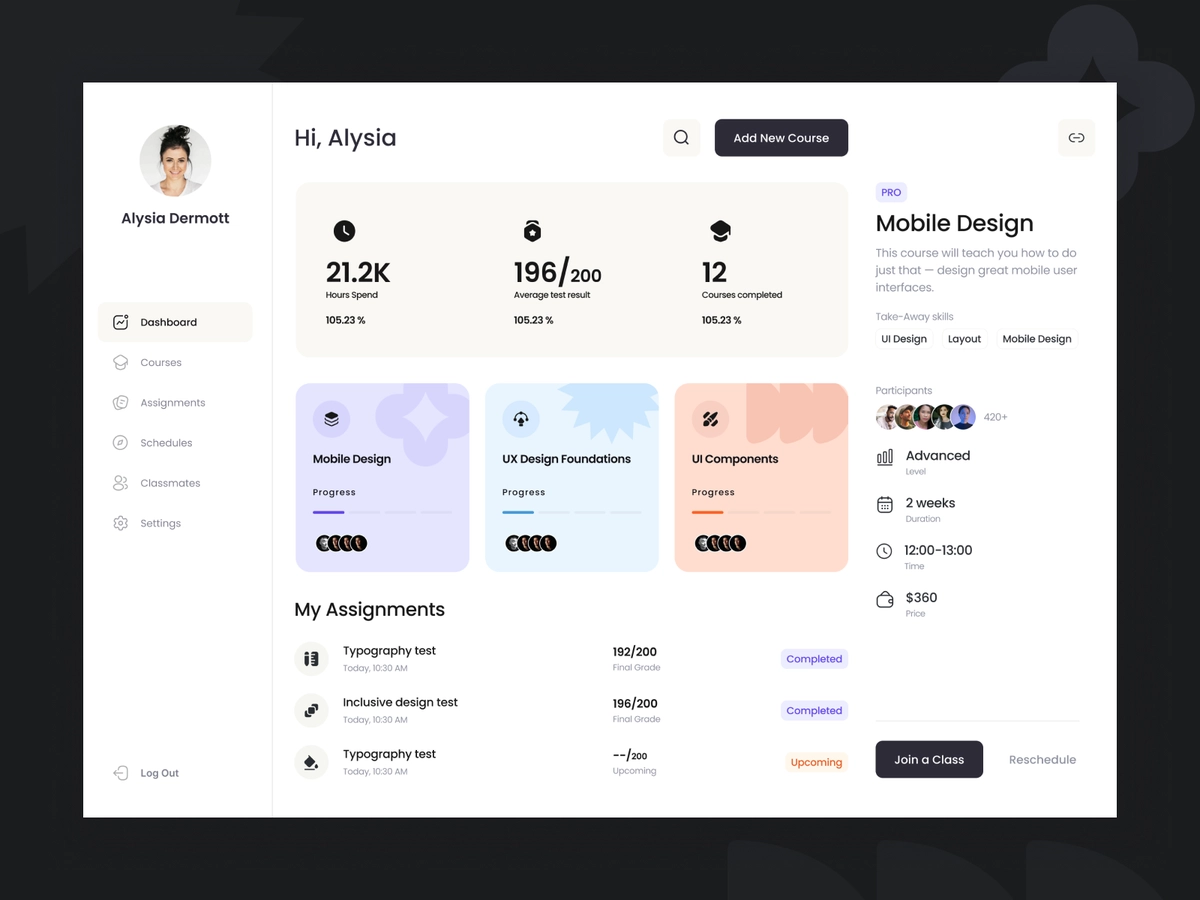 Alysia Dermott
Dashboard
Courses
Assignments
Schedules
Classmates
Settings
Log Out
Hi, Alysia
Add New Course
21.2K
Hours Spend
105.23 %
196/200
Average test result
105.23 %
12
Courses completed
105.23 %
Mobile Design
Progress
UX Design Foundations
Progress
UI Components
Progress
My Assignments
Typography test
Today, 10:30 AM
192/200
Final Grade
Completed
Inclusive design test
Today, 10:30 AM
196/200
Final Grade
Completed
Typography test
Today, 10:30 AM
--/200
Upcoming
Upcoming
PRO
Mobile Design
This course will teach you how to do
just that — design great mobile user
interfaces.
Take-Away skills
UI Design Layout Mobile Design
Participants
420+
Advanced
Level
2 weeks
Duration
12:00-13:00
Time
$360
Price
Join a Class
Reschedule